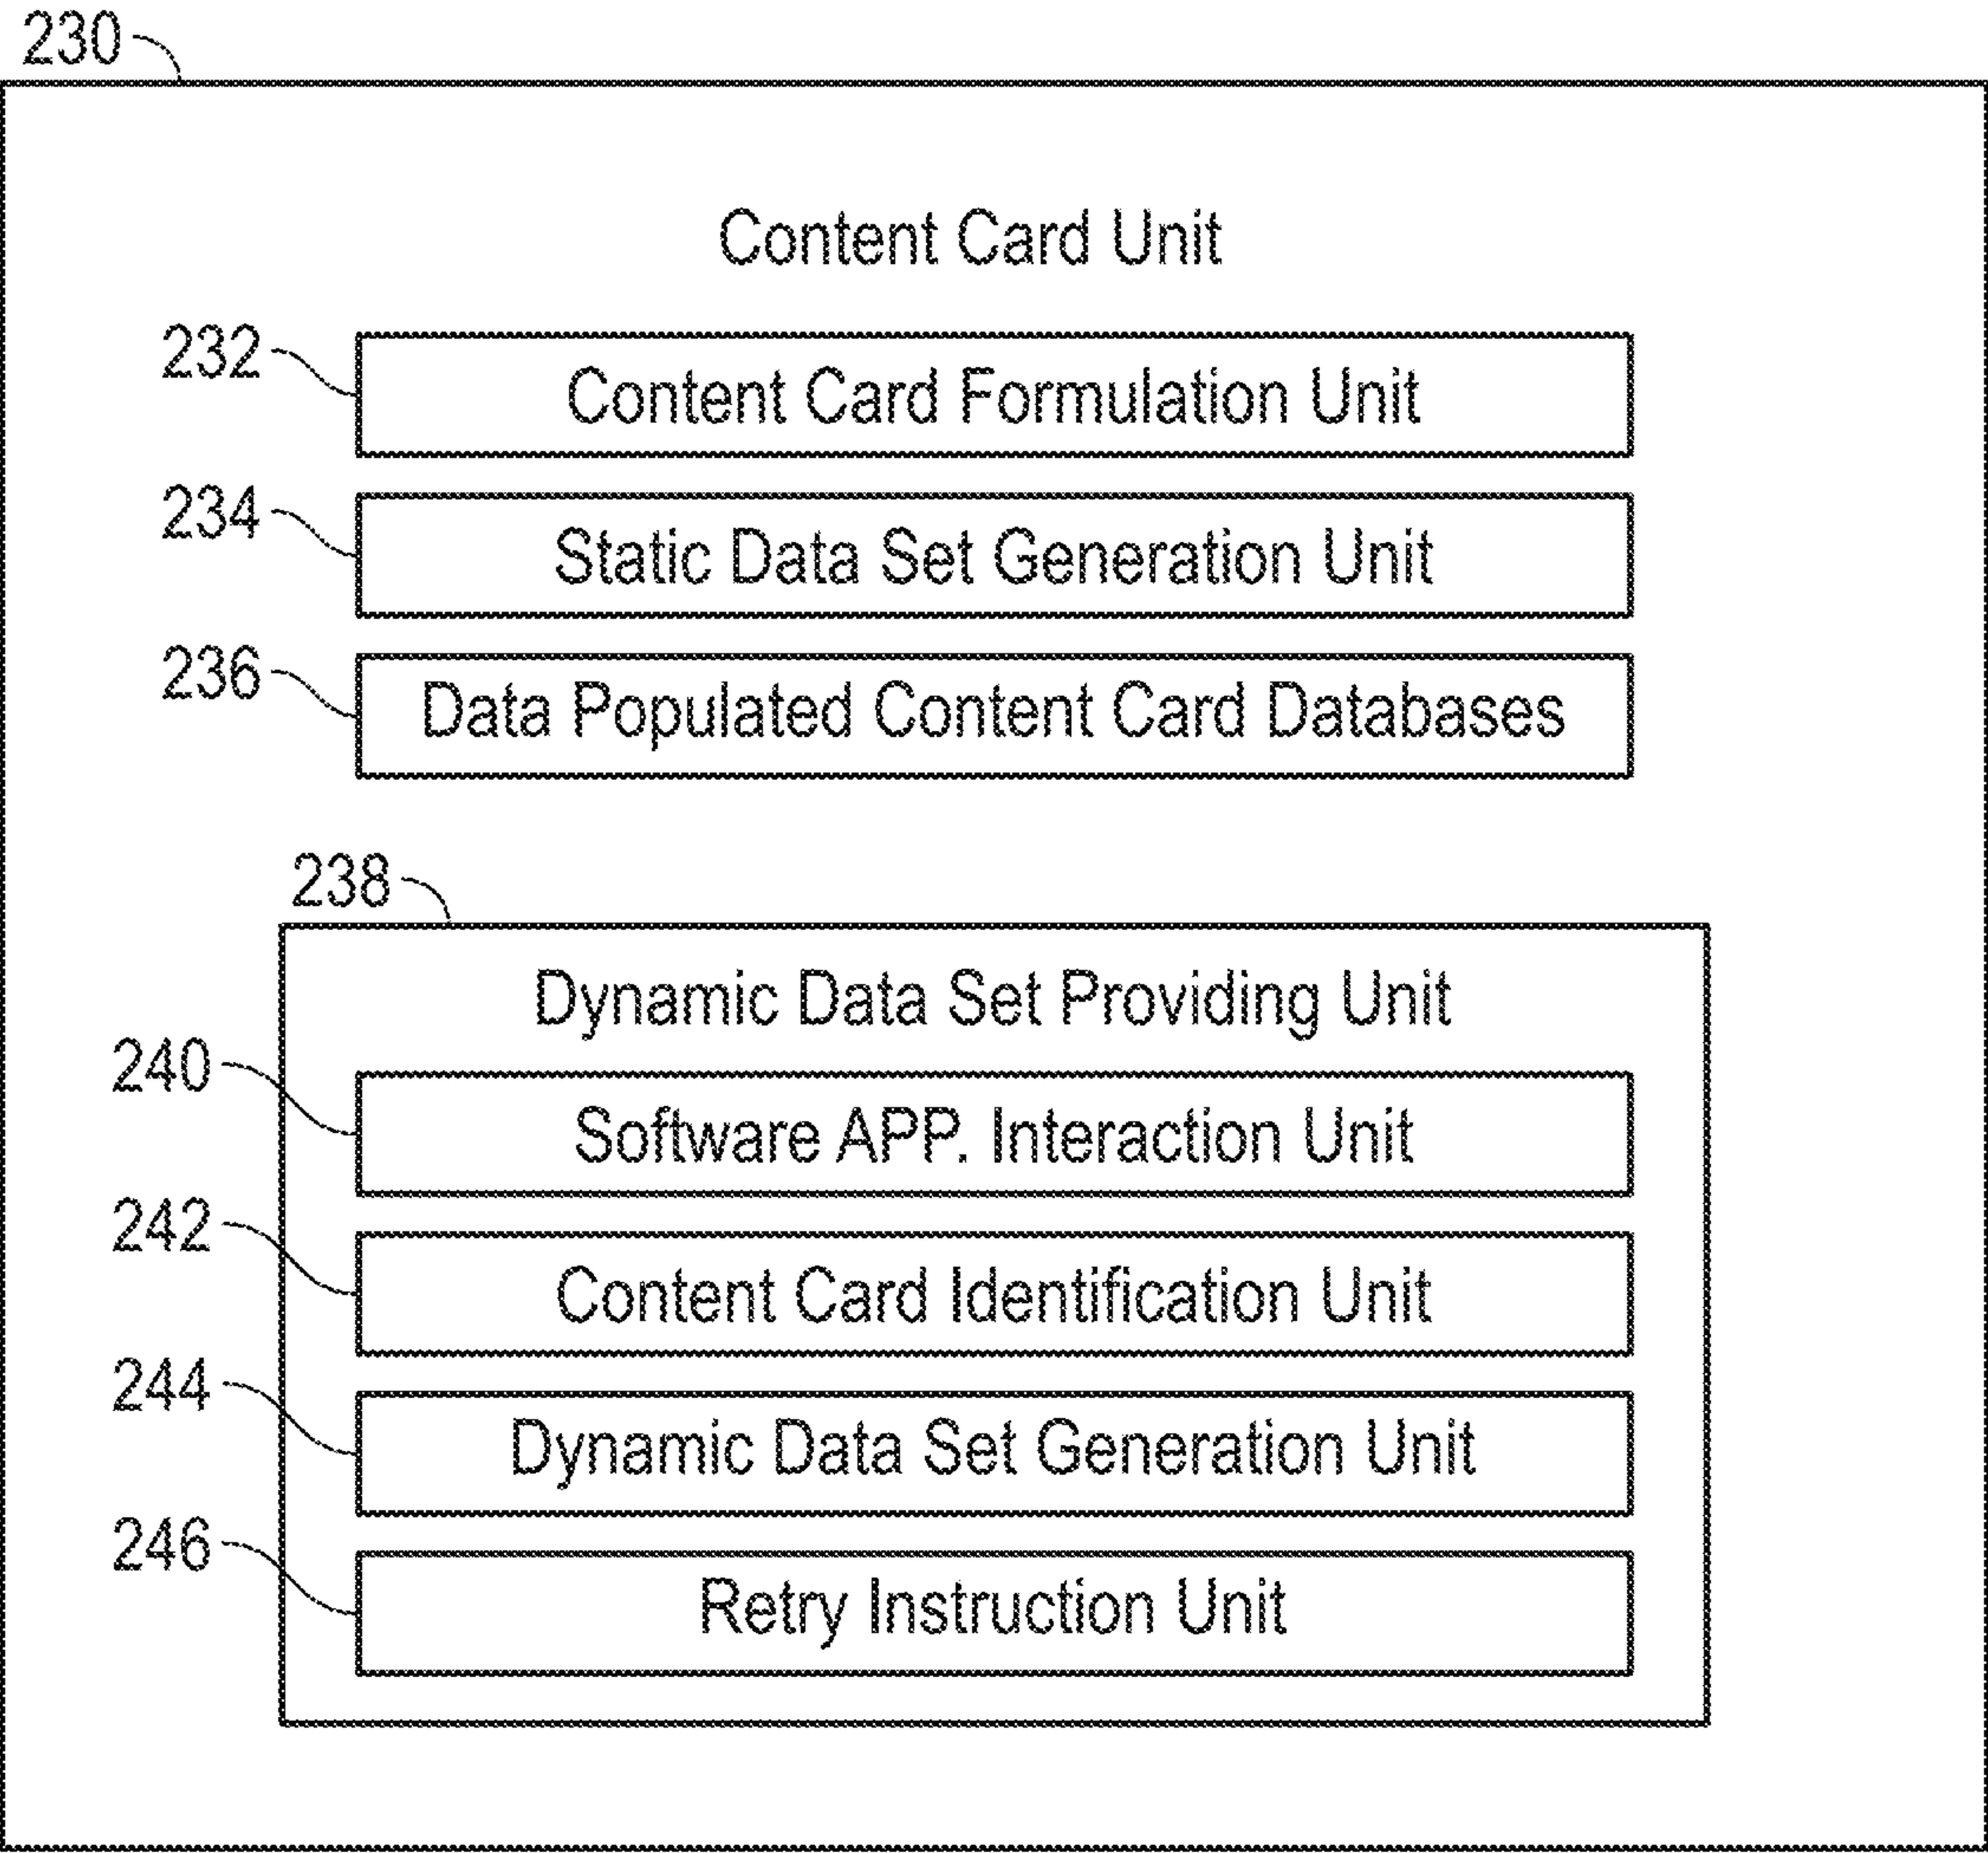 230
Content Card Unit
232
Content Card Formulation Unit
234
Static Data Set Generation Unit
236
Data Populated Content Card Databases
238
Dynamic Data Set Providing Unit
240
Software APP. Interaction Unit
242
Content Card Identification Unit
244
Dynamic Data Set Generation Unit
246
Retry Instruction Unit